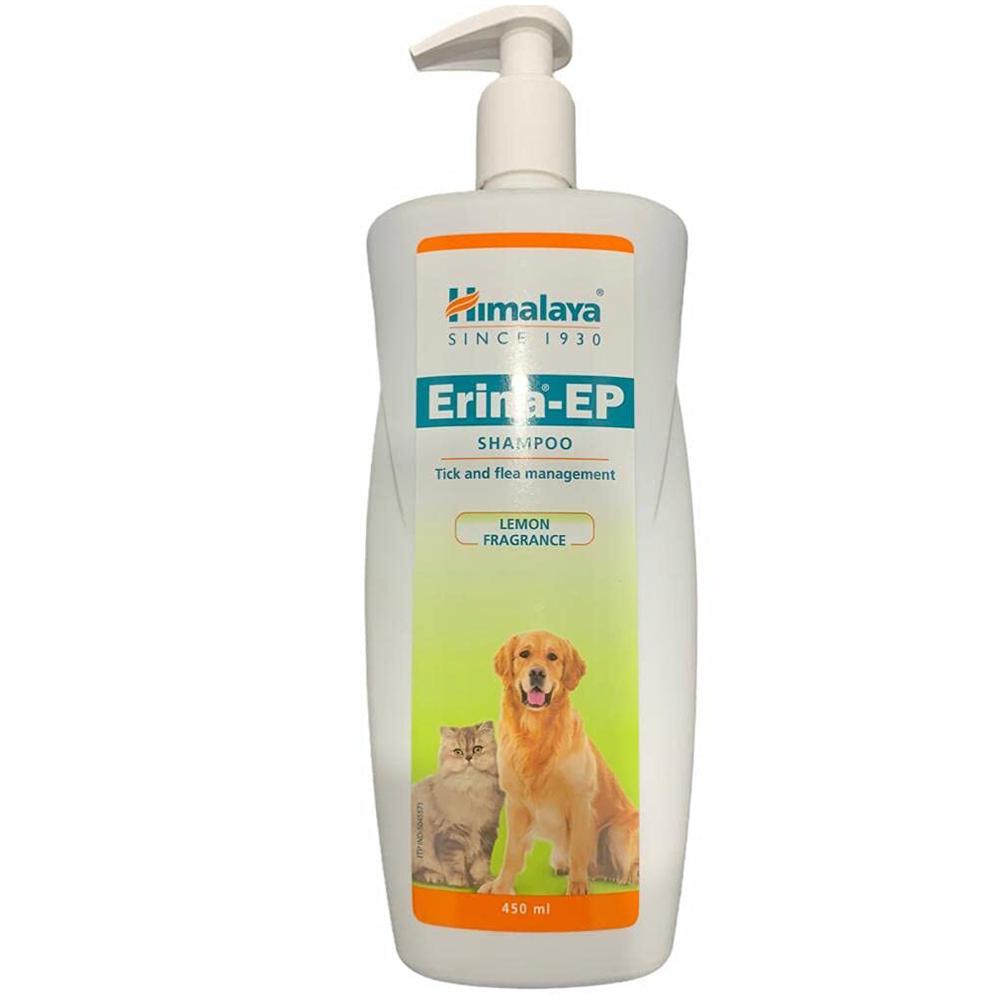 Himalaya®
SINCE 1930
Erina®-EP
SHAMPOO
Tick and flea management
LEMON
FRAGRANCE
450 ml